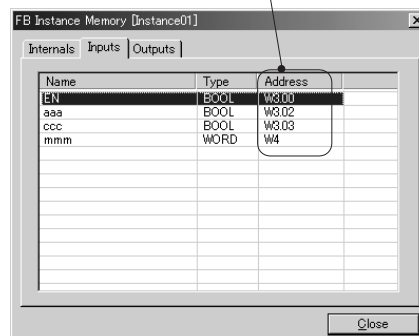 FB Instance Memory [Instance01]
Internals Inputs Outputs
Name Type Address
EN BOOL W3.00
aaa BOOL W3.02
ccc BOOL W3.03
mmm WORD W4
Close